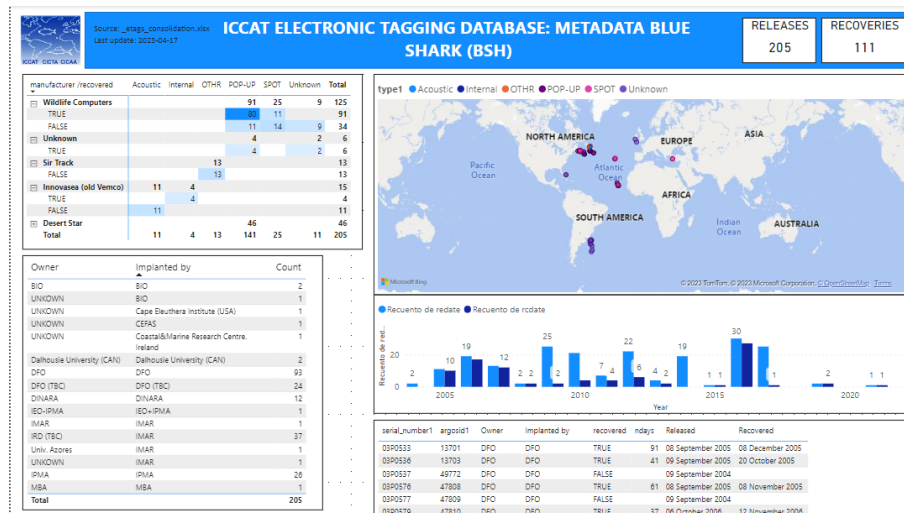 Source: _etags_consolidation.xlsx
Last update: 2023-04-17
ICCAT CICTA CICAA
ICCAT ELECTRONIC TAGGING DATABASE: METADATA BLUE
SHARK (BSH)
RELEASES
205
RECOVERIES
111
manufacturer /recovered Acoustic Internal OTHR POP-UP SPOT Unknown Total
Wildlife Computers 91 25 9 125
TRUE 80 11 91
FALSE 11 14 9 34
Unknown 4 2 6
TRUE 4 2 6
Sir Track 13 13
FALSE 13 13
Innovasea (old Vemco) 11 4 15
TRUE 4 4
FALSE 11 11
Desert Star 46 46
Total 11 4 13 141 25 11 205
type1 Acoustic Internal OTHR POP-UP SPOT Unknown
NORTH AMERICA
EUROPE
ASIA
Pacific
Ocean
Atlantic
Ocean
AFRICA
SOUTH AMERICA
Indian
Ocean
AUSTRALIA
Microsoft Bing
© 2023 TomTom, © 2023 Microsoft Corporation, © OpenStreetMap Terms
Owner Implanted by Count
BIO BIO 2
UNKOWN BIO 1
UNKOWN Cape Eleuthera Institute (USA) 1
UNKOWN CEFAS 1
UNKOWN Coastal&Marine Research Centre, 1
Ireland
Dalhousie University (CAN) Dalhousie University (CAN) 2
DFO DFO 93
DFO (TBC) DFO (TBC) 24
DINARA DINARA 12
IEO-IPMA IEO+IPMA 1
IMAR IMAR 1
IRD (TBC) IMAR 37
Univ. Azores IMAR 1
UNKOWN IMAR 1
IPMA IPMA 26
MBA MBA 1
Total 205
Recuento de redate Recuento de rcdate
Recuento de red...
20
0
2 10 19 12 2 2 25 2 7 4 22 6 4 2 19 1 1 30 1 2 1 1
2005 2010 2015 2020
Year
serial_number1 argosid1 Owner Implanted by recovered ndays Released Recovered
03P0533 13701 DFO DFO TRUE 91 08 September 2005 08 December 2005
03P0536 13703 DFO DFO TRUE 41 09 September 2005 20 October 2005
03P0537 49772 DFO DFO FALSE 09 September 2004
03P0576 47808 DFO DFO TRUE 61 08 September 2005 08 November 2005
03P0577 47809 DFO DFO FALSE 09 September 2004
03P0579 47810 DFO DFO TRUE 37 06 October 2006 12 November 2006